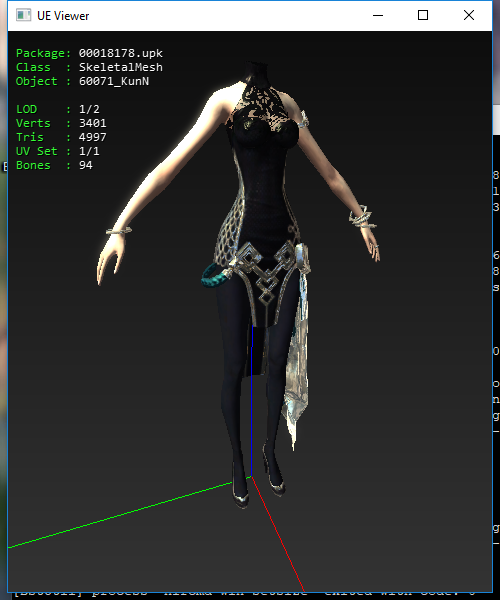 UE Viewer
Package: 00018178.upk
Class : SkeletalMesh
Object : 60071_KunN
LOD : 1/2
Verts : 3401
Tris : 4997
UV Set : 1/1
Bones : 94